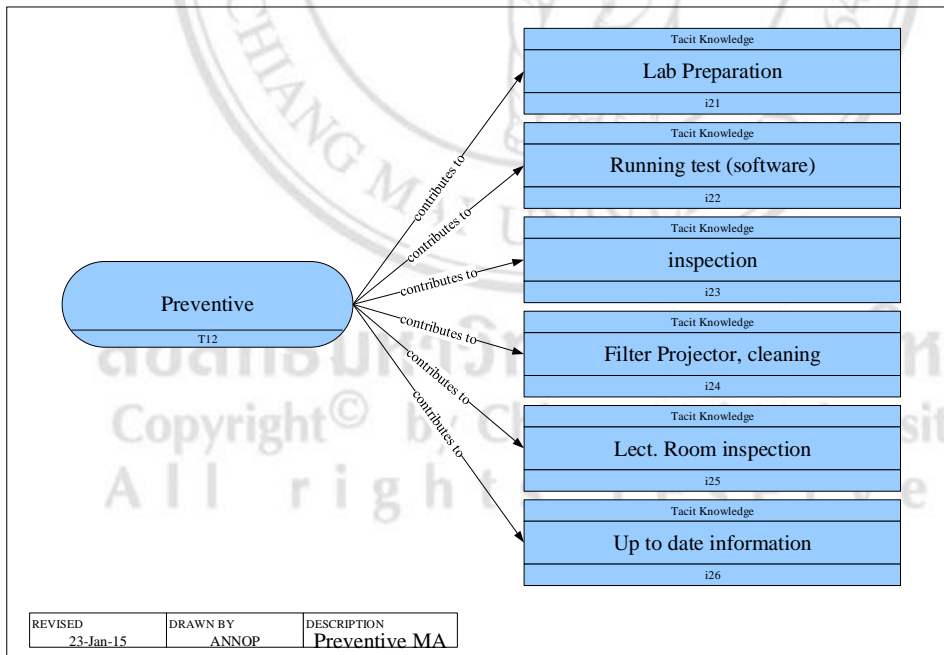 Tacit Knowledge
Lab Preparation
i21
Tacit Knowledge
Running test (software)
i22
Tacit Knowledge
inspection
i23
Tacit Knowledge
Filter Projector, cleaning
i24
Tacit Knowledge
Lect. Room inspection
i25
Tacit Knowledge
Up to date information
i26
contributes to
contributes to
contributes to
contributes to
contributes to
contributes to
Preventive
T12
CHIANG MAI
Copyright© by
All rights
REVISED
23-Jan-15
DRAWN BY
ANNOP
DESCRIPTION
Preventive MA